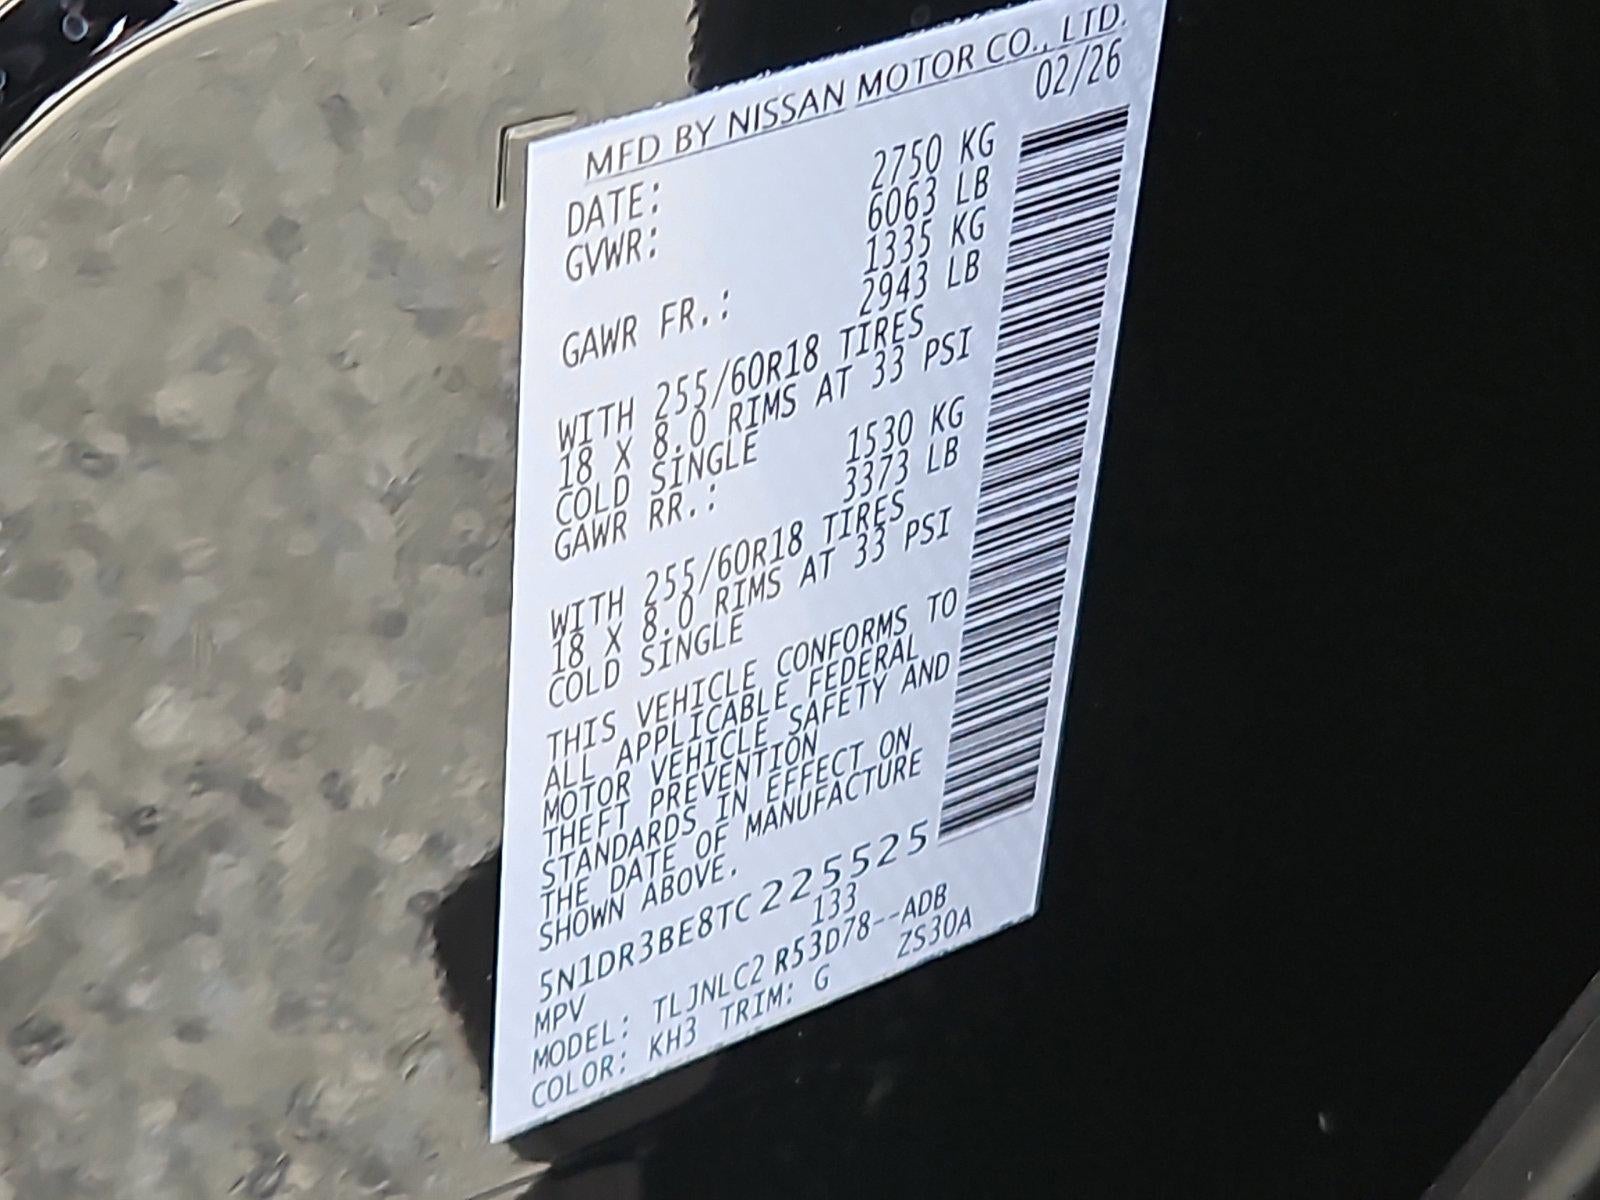 MFD BY NISSAN MOTOR CO., LTD.
DATE: 02/26
GVWR: 2750 KG
6063 LB
GAWR FR.: 1335 KG
2943 LB
WITH 255/60R18 TIRES
18 X 8.0 RIMS AT 33 PSI
COLD SINGLE
GAWR RR.: 1530 KG
3373 LB
WITH 255/60R18 TIRES
18 X 8.0 RIMS AT 33 PSI
COLD SINGLE
THIS VEHICLE CONFORMS TO
ALL APPLICABLE FEDERAL
MOTOR VEHICLE SAFETY AND
THEFT PREVENTION
STANDARDS IN EFFECT ON
THE DATE OF MANUFACTURE
SHOWN ABOVE.
5N1DR3BE8TC225525
MPV 133
MODEL: TLJNLC2 R53D78--ADB
COLOR: KH3 TRIM: G ZS30A